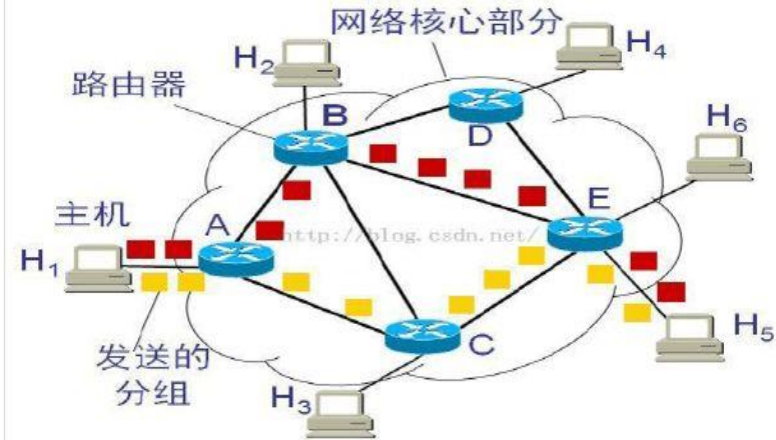 网络核心部分
H₂
H₄
路由器
B
D
H₆
主机
A
E
http://blog.csdn.net/
H₁
C
H₅
发送的
分组
H₃